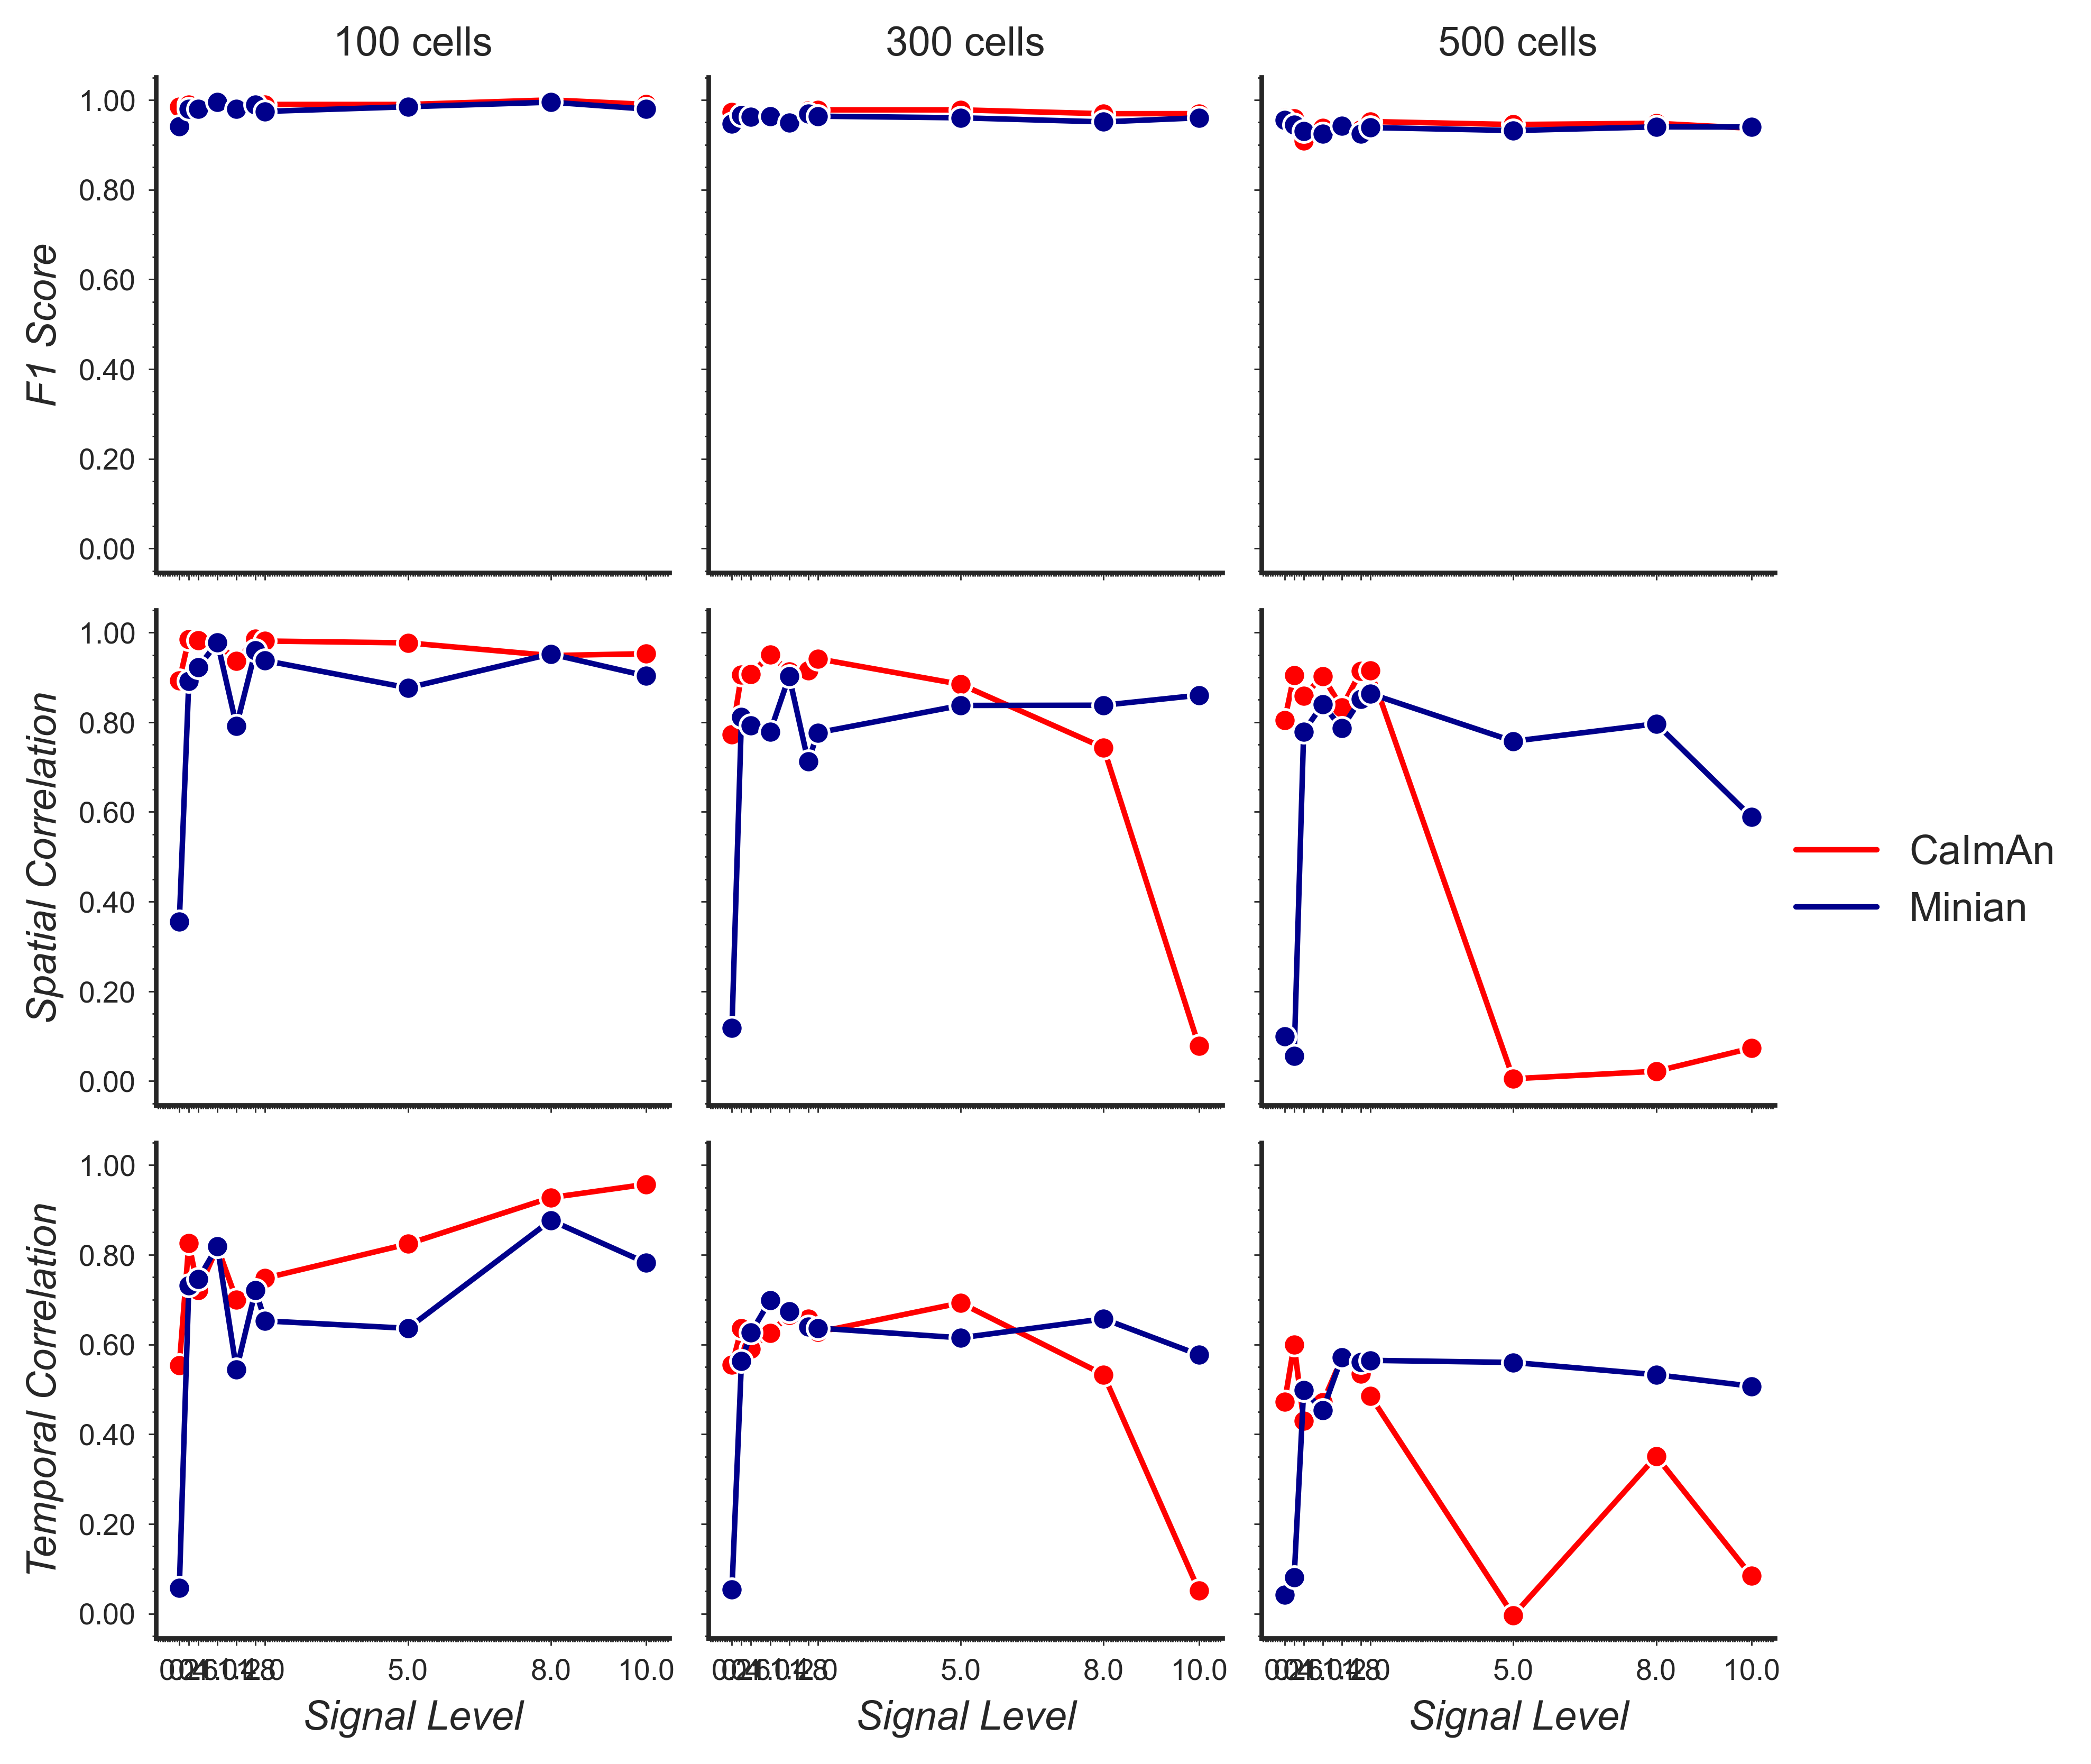 100 cells
300 cells
500 cells
1.00
0.80
0.60
0.40
0.20
0.00
F1 Score
1.00
0.80
0.60
0.40
0.20
0.00
Spatial Correlation
CaImAn
Minian
1.00
0.80
0.60
0.40
0.20
0.00
Temporal Correlation
5.0 8.0 10.0
5.0 8.0 10.0
5.0 8.0 10.0
Signal Level
Signal Level
Signal Level